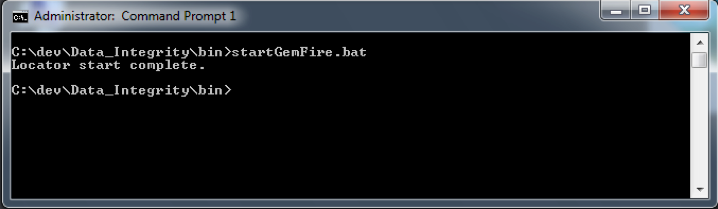 Administrator: Command Prompt 1
C:\dev\Data_Integrity\bin>startGemFire.bat
Locator start complete.
C:\dev\Data_Integrity\bin>